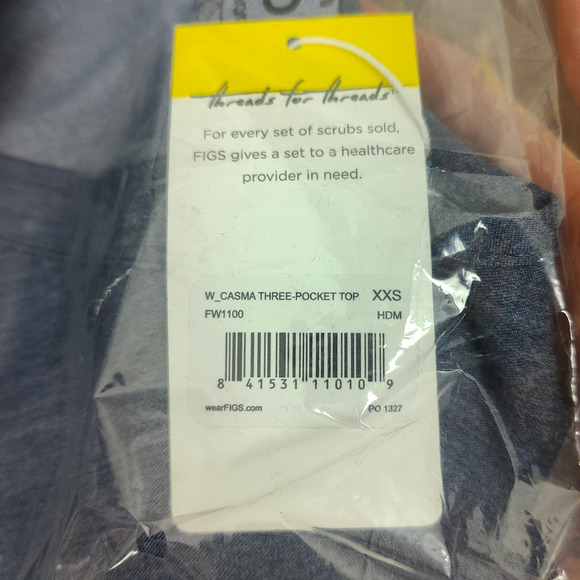 threads for threads™
For every set of scrubs sold,
FIGS gives a set to a healthcare
provider in need.
W_CASMA THREE-POCKET TOP XXS
FW1100 HDM
8 41531 11010 9
wearFIGS.com PO 1327